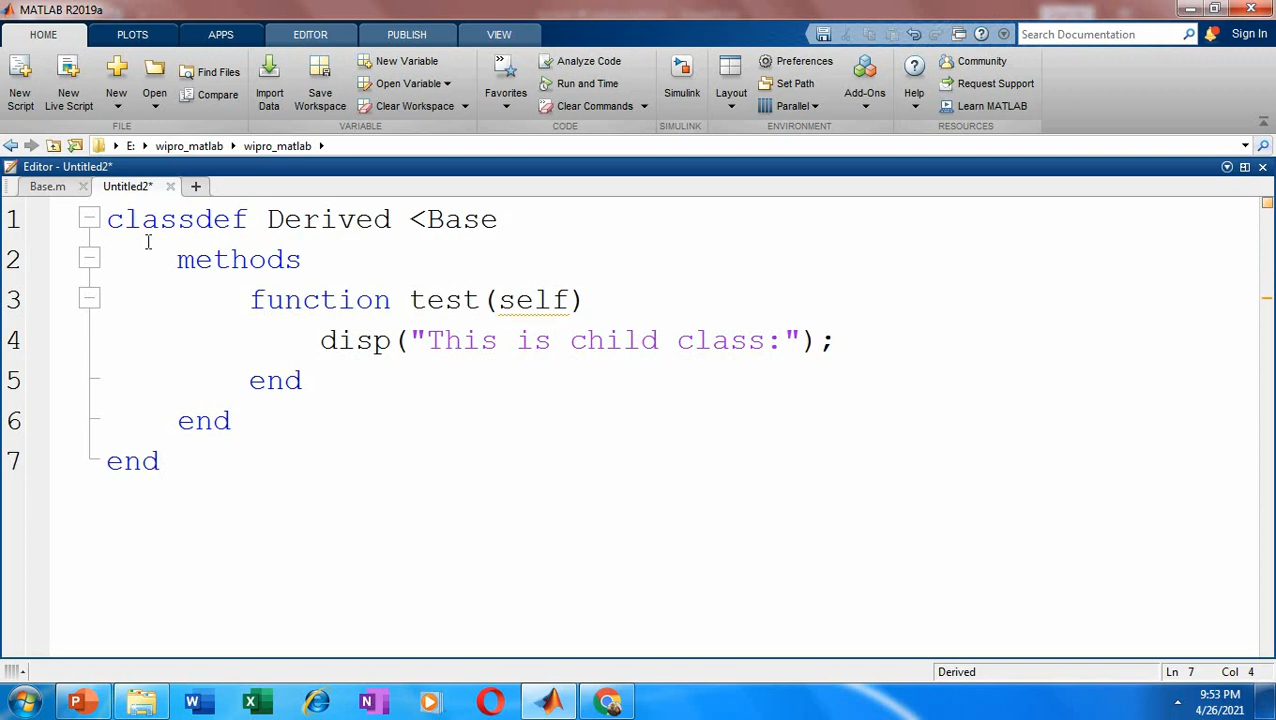 MATLAB R2019a
HOME PLOTS APPS EDITOR PUBLISH VIEW Search Documentation Sign In
New Script New Live Script New Open Find Files Compare Import Data Save Workspace New Variable Open Variable Clear Workspace Favorites Analyze Code Run and Time Clear Commands Simulink Layout Preferences Set Path Parallel Add-Ons Help Community Request Support Learn MATLAB
FILE VARIABLE CODE SIMULINK ENVIRONMENT RESOURCES
E: wipro_matlab wipro_matlab
Editor - Untitled2*
Base.m Untitled2* +
1 classdef Derived <Base
2 methods
3 function test(self)
4 disp("This is child class:");
5 end
6 end
7 end
Derived Ln 7 Col 4
9:53 PM
4/26/2021